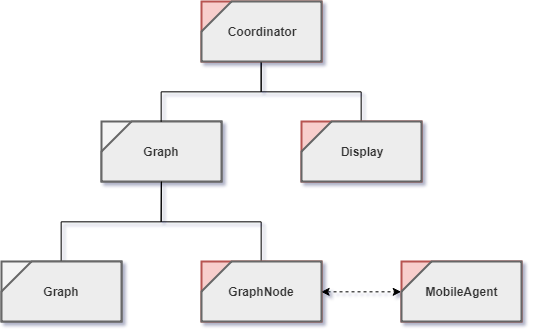 Coordinator
Graph
Display
Graph
GraphNode
MobileAgent